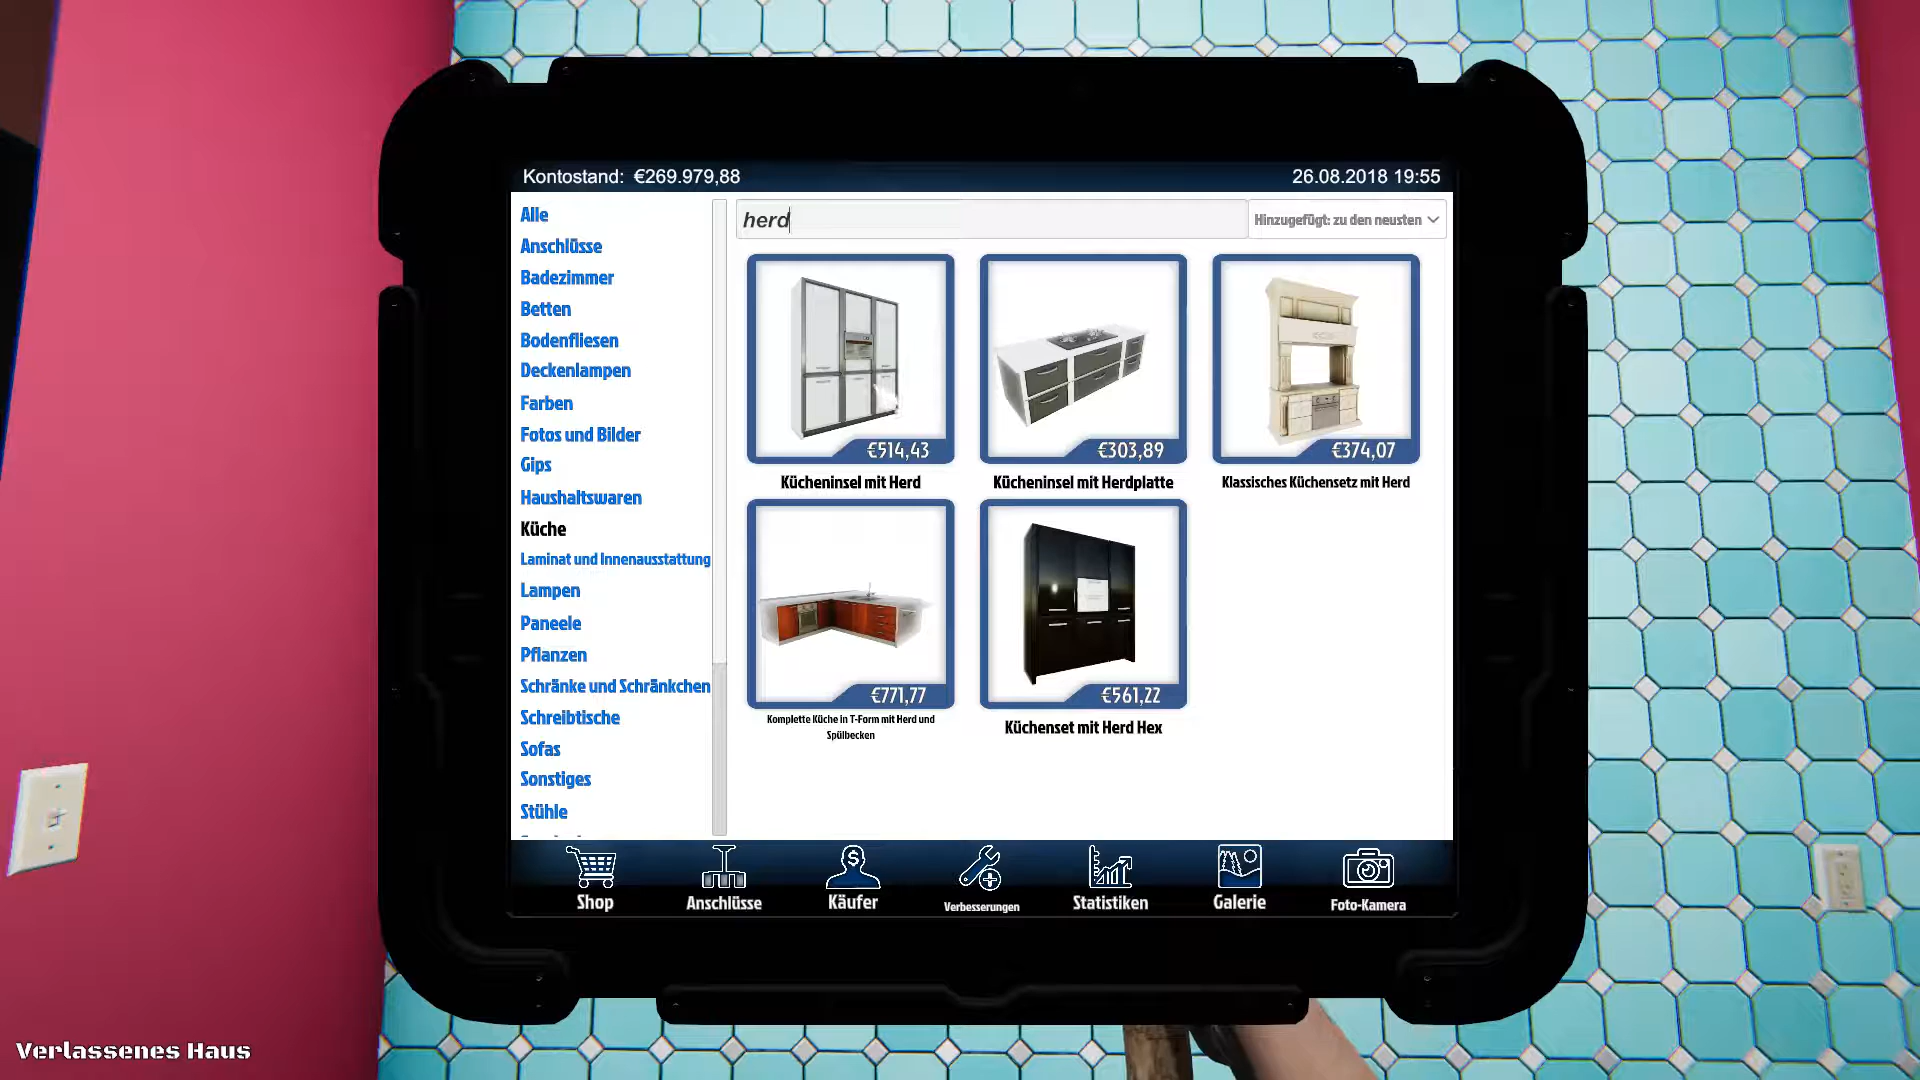 Kontostand: €269.979,88
26.08.2018 19:55
Alle
Anschlüsse
Badezimmer
Betten
Bodenfliesen
Deckenlampen
Farben
Fotos und Bilder
Gips
Haushaltswaren
Küche
Laminat und Innenausstattung
Lampen
Paneele
Pflanzen
Schränke und Schränkchen
Schreibtische
Sofas
Sonstiges
Stühle
herd
Hinzugefügt: zu den neusten
€514,43
Kücheninsel mit Herd
€303,89
Kücheninsel mit Herdplatte
€374,07
Klassisches Küchensetz mit Herd
€771,77
Komplette Küche in T-Form mit Herd und
Spülbecken
€561,22
Küchenset mit Herd Hex
Shop
Anschlüsse
Käufer
Verbesserungen
Statistiken
Galerie
Foto-Kamera
Verlassenes Haus